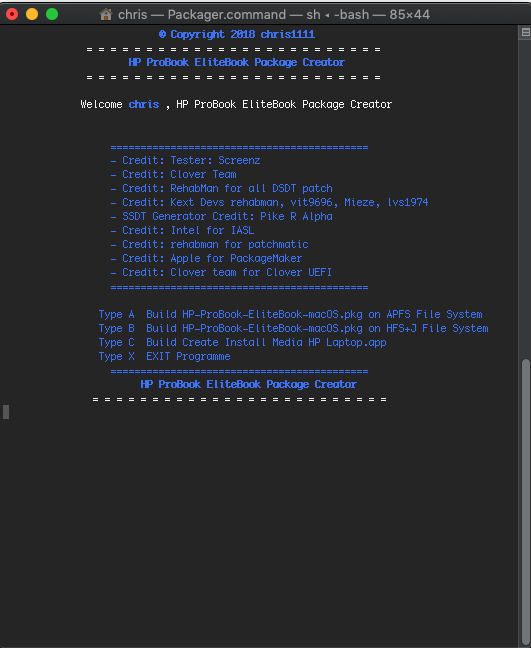 chris — Packager.command — sh ◂ -bash — 85×44
© Copyright 2018 chris1111
= = = = = = = = = = = = = = = = = = = = = = = = =
HP ProBook EliteBook Package Creator
= = = = = = = = = = = = = = = = = = = = = = = = =
Welcome chris , HP ProBook EliteBook Package Creator
===========================================
- Credit: Tester: Screenz
- Credit: Clover Team
- Credit: RehabMan for all DSDT patch
- Credit: Kext Devs rehabman, vit9696, Mieze, lvs1974
- SSDT Generator Credit: Pike R Alpha
- Credit: Intel for IASL
- Credit: rehabman for patchmatic
- Credit: Apple for PackageMaker
- Credit: Clover team for Clover UEFI
===========================================
Type A  Build HP-ProBook-EliteBook-macOS.pkg on APFS File System
Type B  Build HP-ProBook-EliteBook-macOS.pkg on HFS+J File System
Type C  Build Create Install Media HP Laptop.app
Type X  EXIT Programme
===========================================
HP ProBook EliteBook Package Creator
= = = = = = = = = = = = = = = = = = = = = = = = =